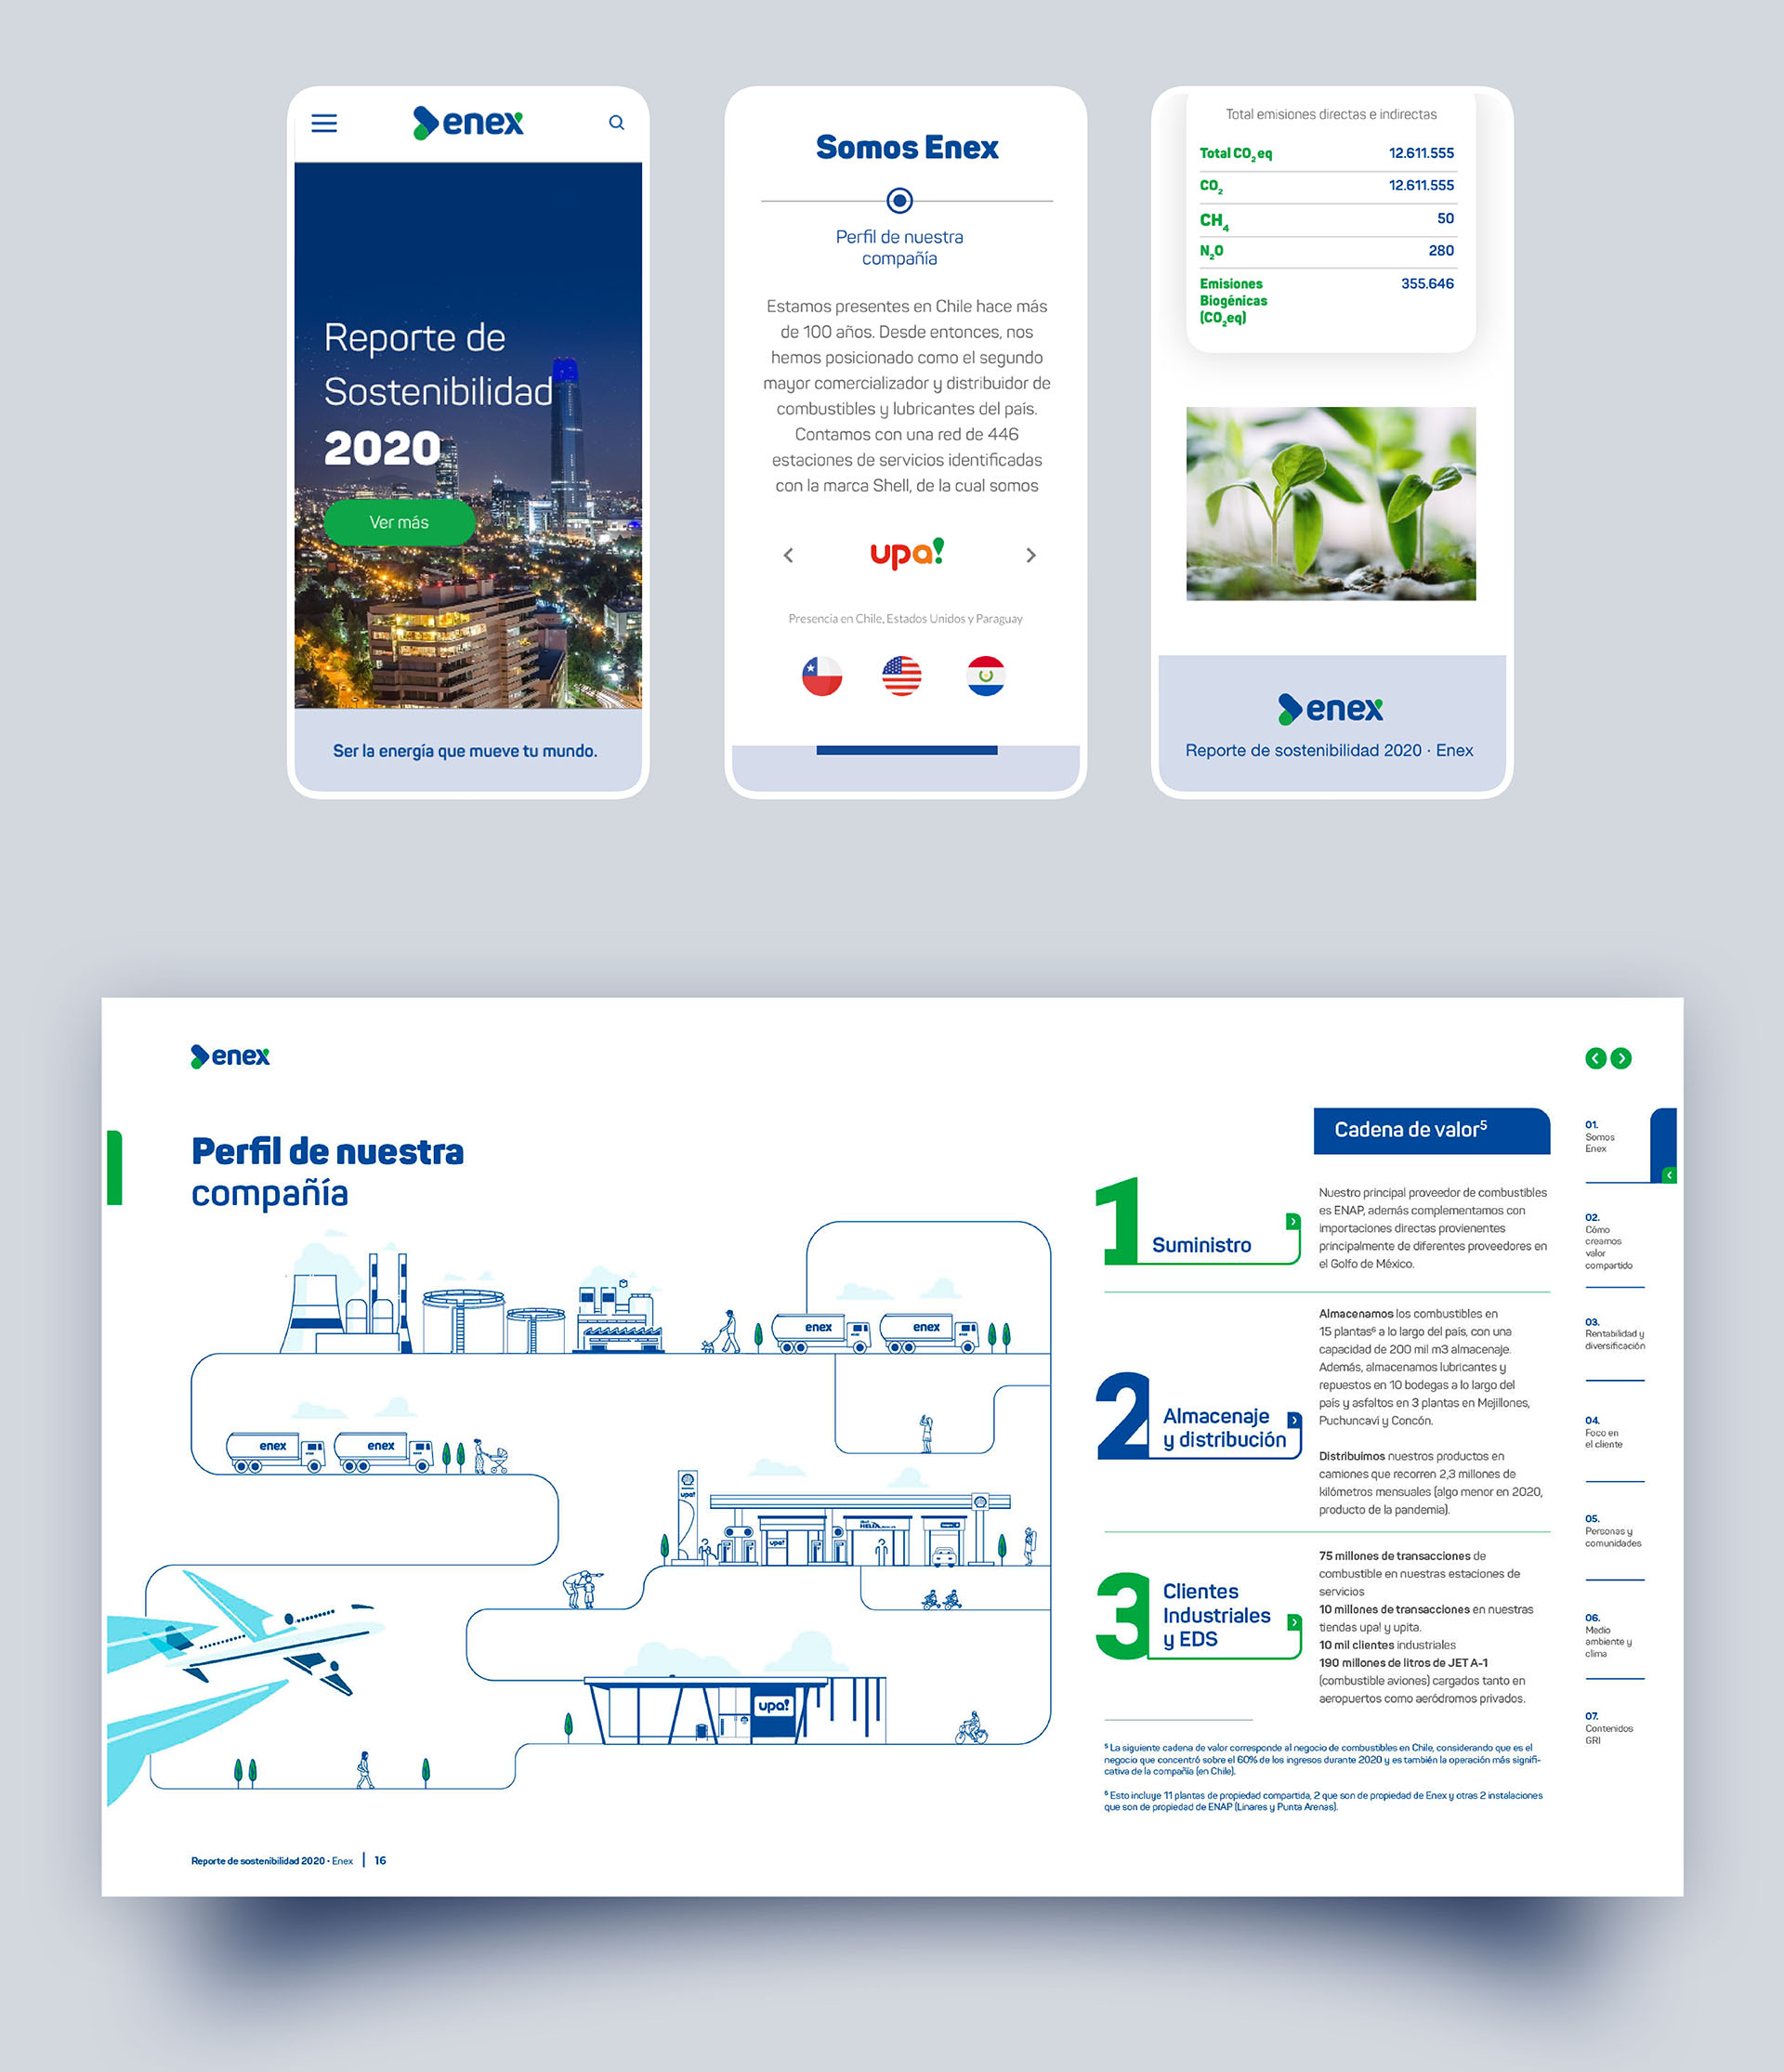 enex
Reporte de
Sostenibilidad
2020
Ver más
Ser la energía que mueve tu mundo.
Somos Enex
Perfil de nuestra
compañía
Estamos presentes en Chile hace más
de 100 años. Desde entonces, nos
hemos posicionado como el segundo
mayor comercializador y distribuidor de
combustibles y lubricantes del país.
Contamos con una red de 446
estaciones de servicios identificadas
con la marca Shell, de la cual somos
upa!
Presencia en Chile, Estados Unidos y Paraguay
Total emisiones directas e indirectas
Total CO₂ eq 12.611.555
CO₂ 12.611.555
CH₄ 50
N₂O 280
Emisiones 355.646
Biogénicas
(CO₂eq)
enex
Reporte de sostenibilidad 2020 · Enex
enex
Perfil de nuestra
compañía
enex
enex
enex
enex
upa!
upa!
HELIX
upa!
Cadena de valor⁵
1 Suministro
Nuestro principal proveedor de combustibles
es ENAP, además complementamos con
importaciones directas provienentes
principalmente de diferentes proveedores en
el Golfo de México.
2 Almacenaje
y distribución
Almacenamos los combustibles en
15 plantas⁶ a lo largo del país, con una
capacidad de 200 mil m3 almacenaje.
Además, almacenamos lubricantes y
repuestos en 10 bodegas a lo largo del
país y asfaltos en 3 plantas en Mejillones,
Puchuncaví y Concón.
Distribuimos nuestros productos en
camiones que recorren 2,3 millones de
kilómetros mensuales (algo menor en 2020,
producto de la pandemia).
3 Clientes
Industriales
y EDS
75 millones de transacciones de
combustible en nuestras estaciones de
servicios
10 millones de transacciones en nuestras
tiendas upa! y upita.
10 mil clientes industriales
190 millones de litros de JET A-1
(combustible aviones) cargados tanto en
aeropuertos como aeródromos privados.
⁵ La siguiente cadena de valor corresponde al negocio de combustibles en Chile, considerando que es el
negocio que concentró sobre el 60% de los ingresos durante 2020 y es también la operación más signifi-
cativa de la compañía (en Chile).
⁶ Esto incluye 11 plantas de propiedad compartida, 2 que son de propiedad de Enex y otras 2 instalaciones
que son de propiedad de ENAP (Linares y Punta Arenas).
01.
Somos
Enex
02.
Cómo
creamos
valor
compartido
03.
Rentabilidad y
diversificación
04.
Foco en
el cliente
05.
Personas y
comunidades
06.
Medio
ambiente y
clima
07.
Contenidos
GRI
Reporte de sostenibilidad 2020 · Enex | 16